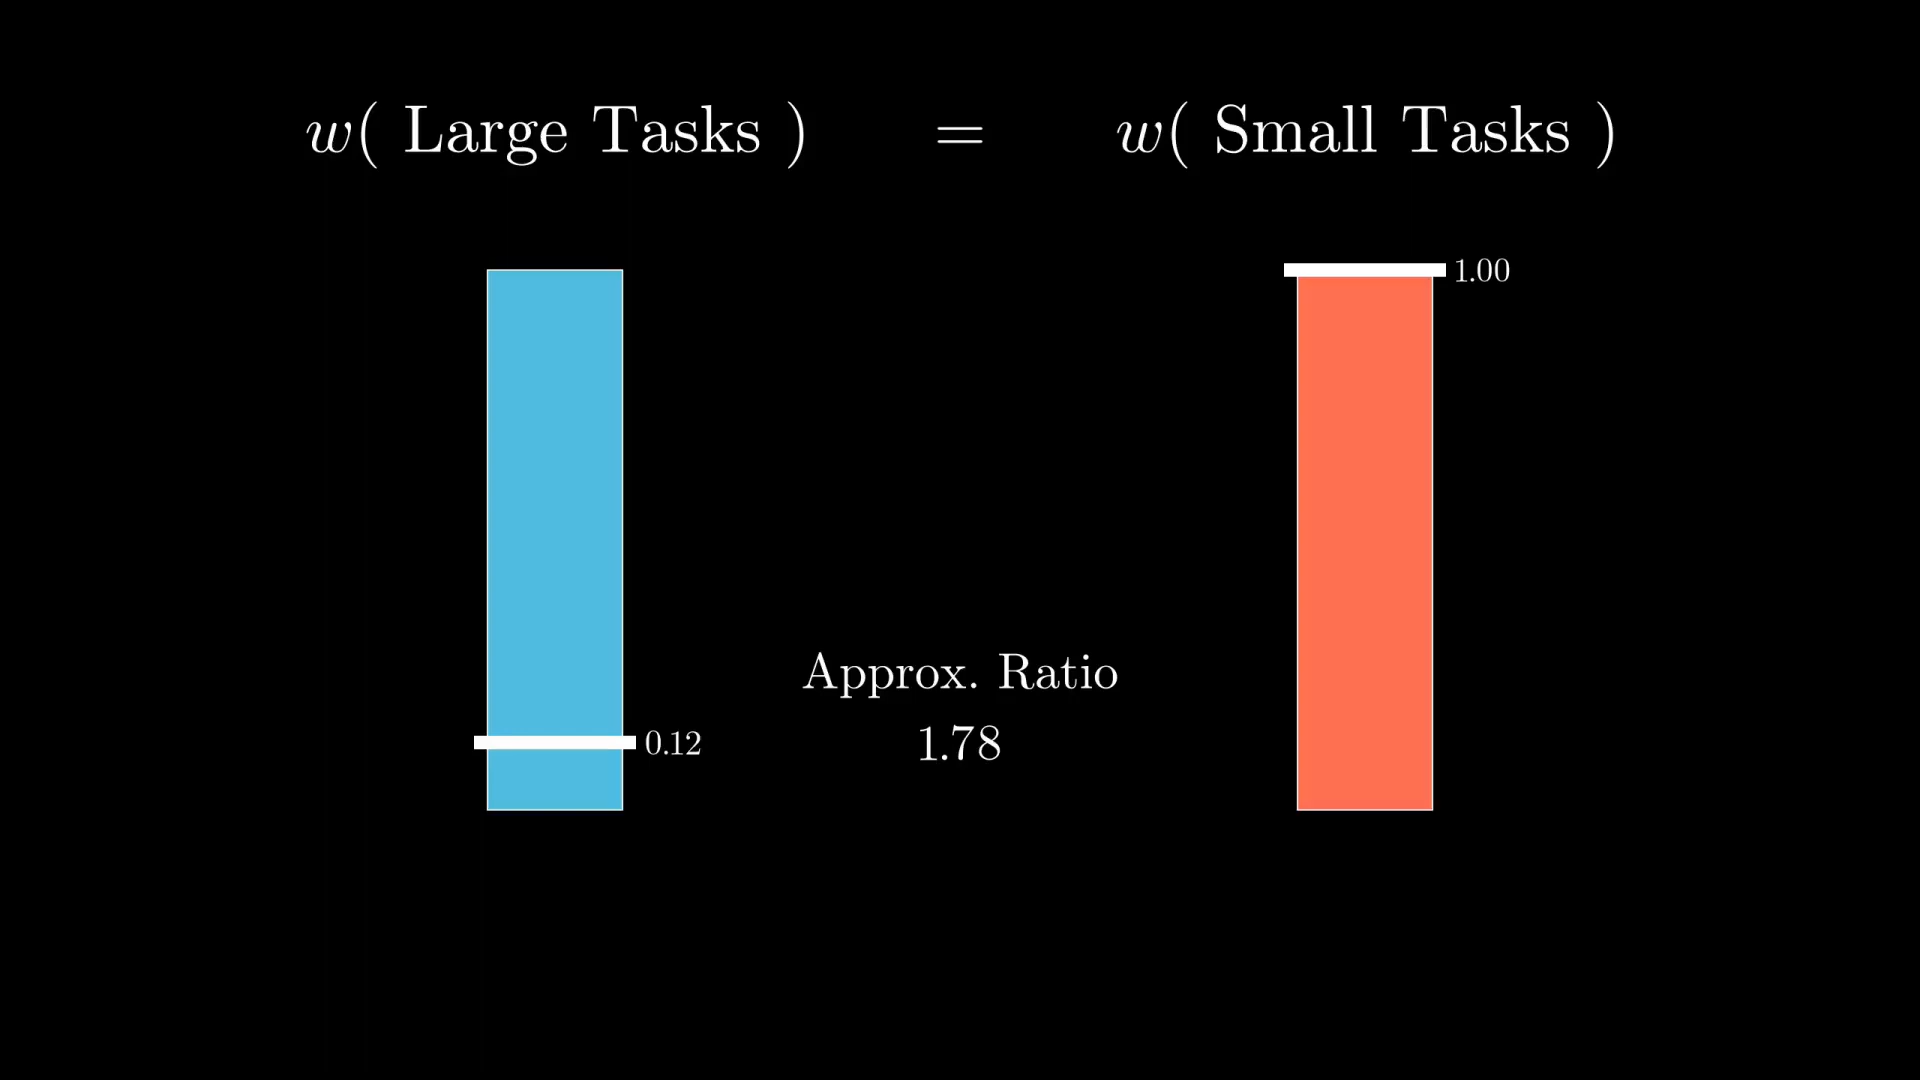 w( Large Tasks ) = w( Small Tasks )
1.00
Approx. Ratio
0.12
1.78